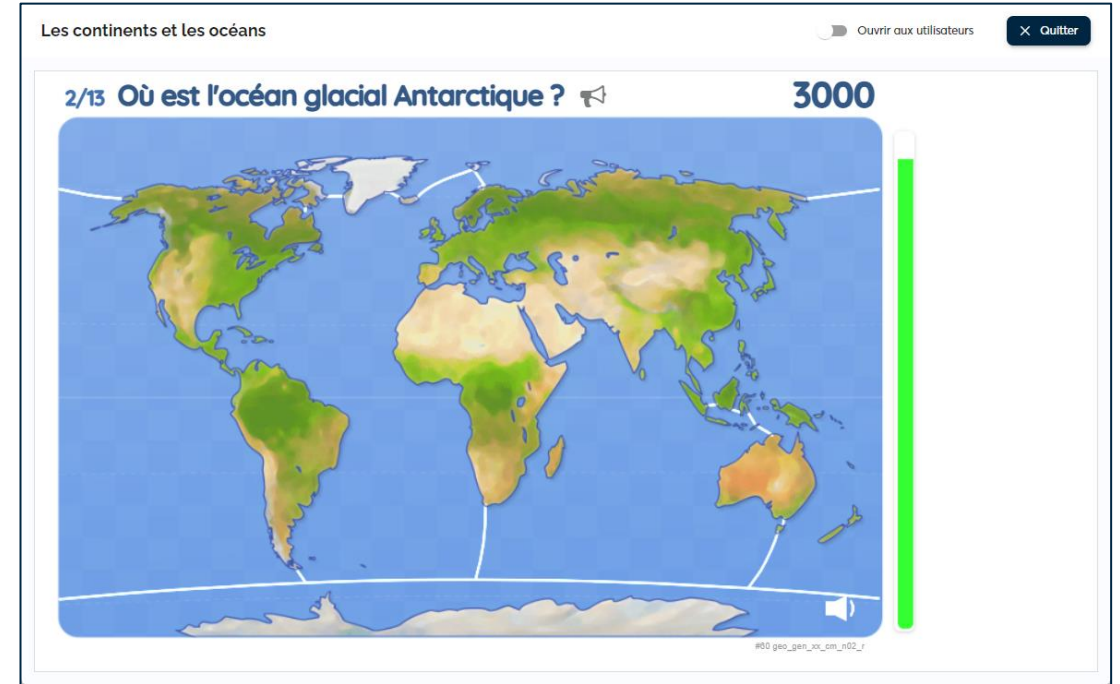 Les continents et les océans
Ouvrir aux utilisateurs
× Quitter
2/13 Où est l'océan glacial Antarctique ?
3000
#60 geo_gen_xx_cm_n02_r